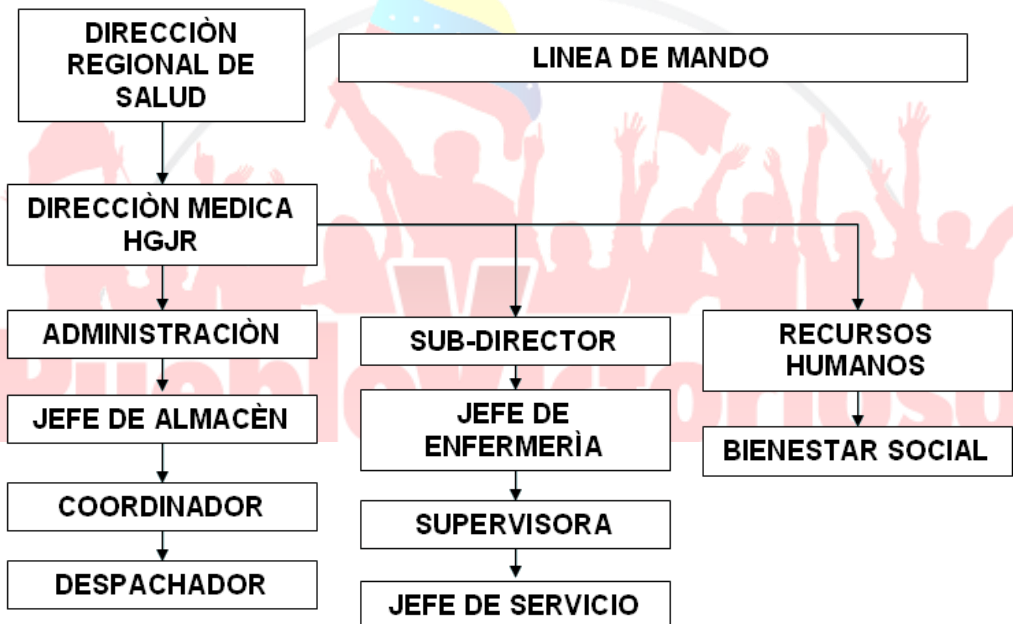 DIRECCIÒN
REGIONAL DE
SALUD
LINEA DE MANDO
DIRECCIÒN MEDICA
HGJR
ADMINISTRACIÒN
SUB-DIRECTOR
RECURSOS
HUMANOS
JEFE DE ALMACÈN
JEFE DE
ENFERMERÌA
BIENESTAR SOCIAL
COORDINADOR
SUPERVISORA
DESPACHADOR
JEFE DE SERVICIO